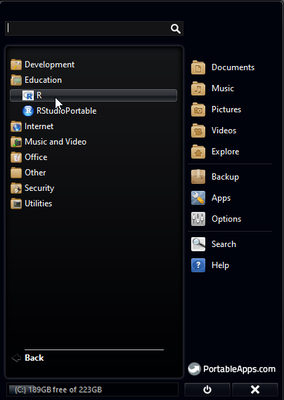 Development
Education
R
RStudioPortable
Internet
Music and Video
Office
Other
Security
Utilities
Back
(C:) 189GB free of 223GB
Documents
Music
Pictures
Videos
Explore
Backup
Apps
Options
Search
Help
PortableApps.com